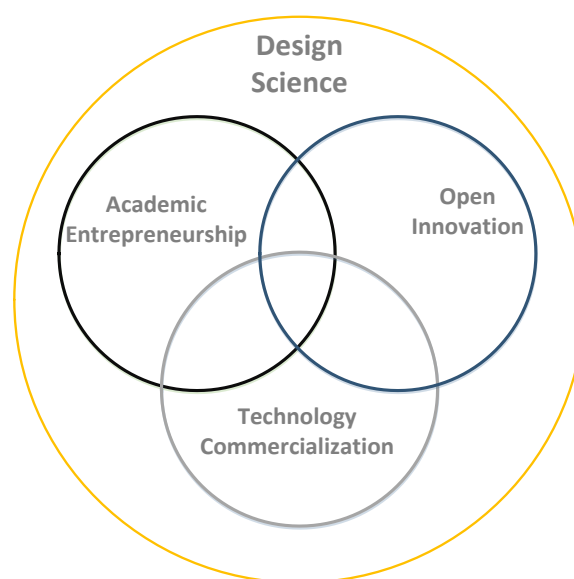 Design
Science
Academic
Entrepreneurship
Open
Innovation
Technology
Commercialization